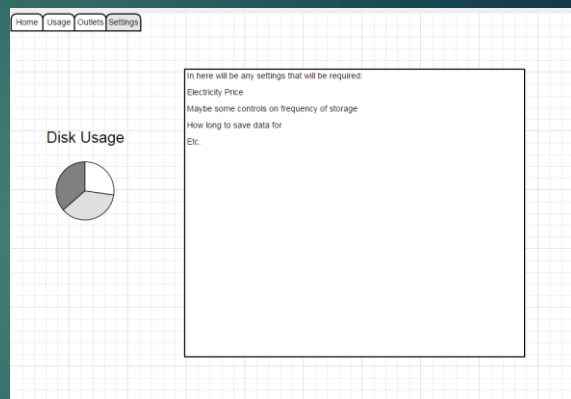 Home Usage Outlets Settings
In here will be any settings that will be required:
Electricity Price
Maybe some controls on frequency of storage
How long to save data for
Etc.
Disk Usage